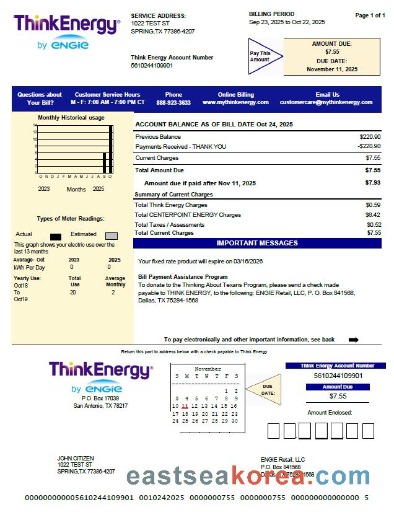 ThinkEnergy®
by ENGIE
SERVICE ADDRESS:
1022 TEST ST
SPRING,TX 77386-4207
Think Energy Account Number
5610244109901
BILLING PERIOD
Sep 23, 2025 to Oct 22, 2025
Page 1 of 1
Pay This
Amount
AMOUNT DUE:
$7.55
DUE DATE:
November 11, 2025
Questions about
Your Bill?
Customer Service Hours
M - F: 7:00 AM - 7:00 PM CT
Phone
888-923-3633
Online Billing
www.mythinkenergy.com
Email Us
customercare@mythinkenergy.com
Monthly Historical usage
O N D J F M A M J J A S O
2023 Months 2025
Types of Meter Readings:
Actual Estimated
This graph shows your electric use over the
last 13 months
Average- Oct 2023 2025
kWh Per Day 0 0
Yearly Use: Total Average
Oct18 Use Monthly
To 20 2
Oct19
ACCOUNT BALANCE AS OF BILL DATE Oct 24, 2025
Previous Balance $220.90
Payments Received - THANK YOU -$220.90
Current Charges $7.55
Total Amount Due $7.55
Amount due if paid after Nov 11, 2025 $7.93
Summary of Current Charges
Total Think Energy Charges $0.59
Total CENTERPOINT ENERGY Charges $6.42
Total Taxes / Assessments $0.52
Total Current Charges $7.55
IMPORTANT MESSAGES
Your fixed rate product will expire on 03/16/2026
Bill Payment Assistance Program
To donate to the Thinking About Texans Program, please send a check made
payable to THINK ENERGY, to the following: ENGIE Retail, LLC, P. O. Box 841568,
Dallas, TX 75284-1568
To pay electronically and other important information, see back
Return this part to address below with a check payable to Think Energy
ThinkEnergy®
by ENGIE
P.O. Box 17039
San Antonio, TX 78217
November
S M T W T F S
1 2
3 4 5 6 7 8 9
10 11 12 13 14 15 16
17 18 19 20 21 22 23
24 25 26 27 28 29 30
DUE
DATE:
Think Energy Account Number
5610244109901
Amount Due
$7.55
Amount Enclosed:
JOHN CITIZEN
1022 TEST ST
SPRING,TX 77386-4207
ENGIE Retail, LLC
P.O. Box 841568
eastseakorea.com
00000000005610244109901 0010242025 0000000755 0000000755 00000000000000 5